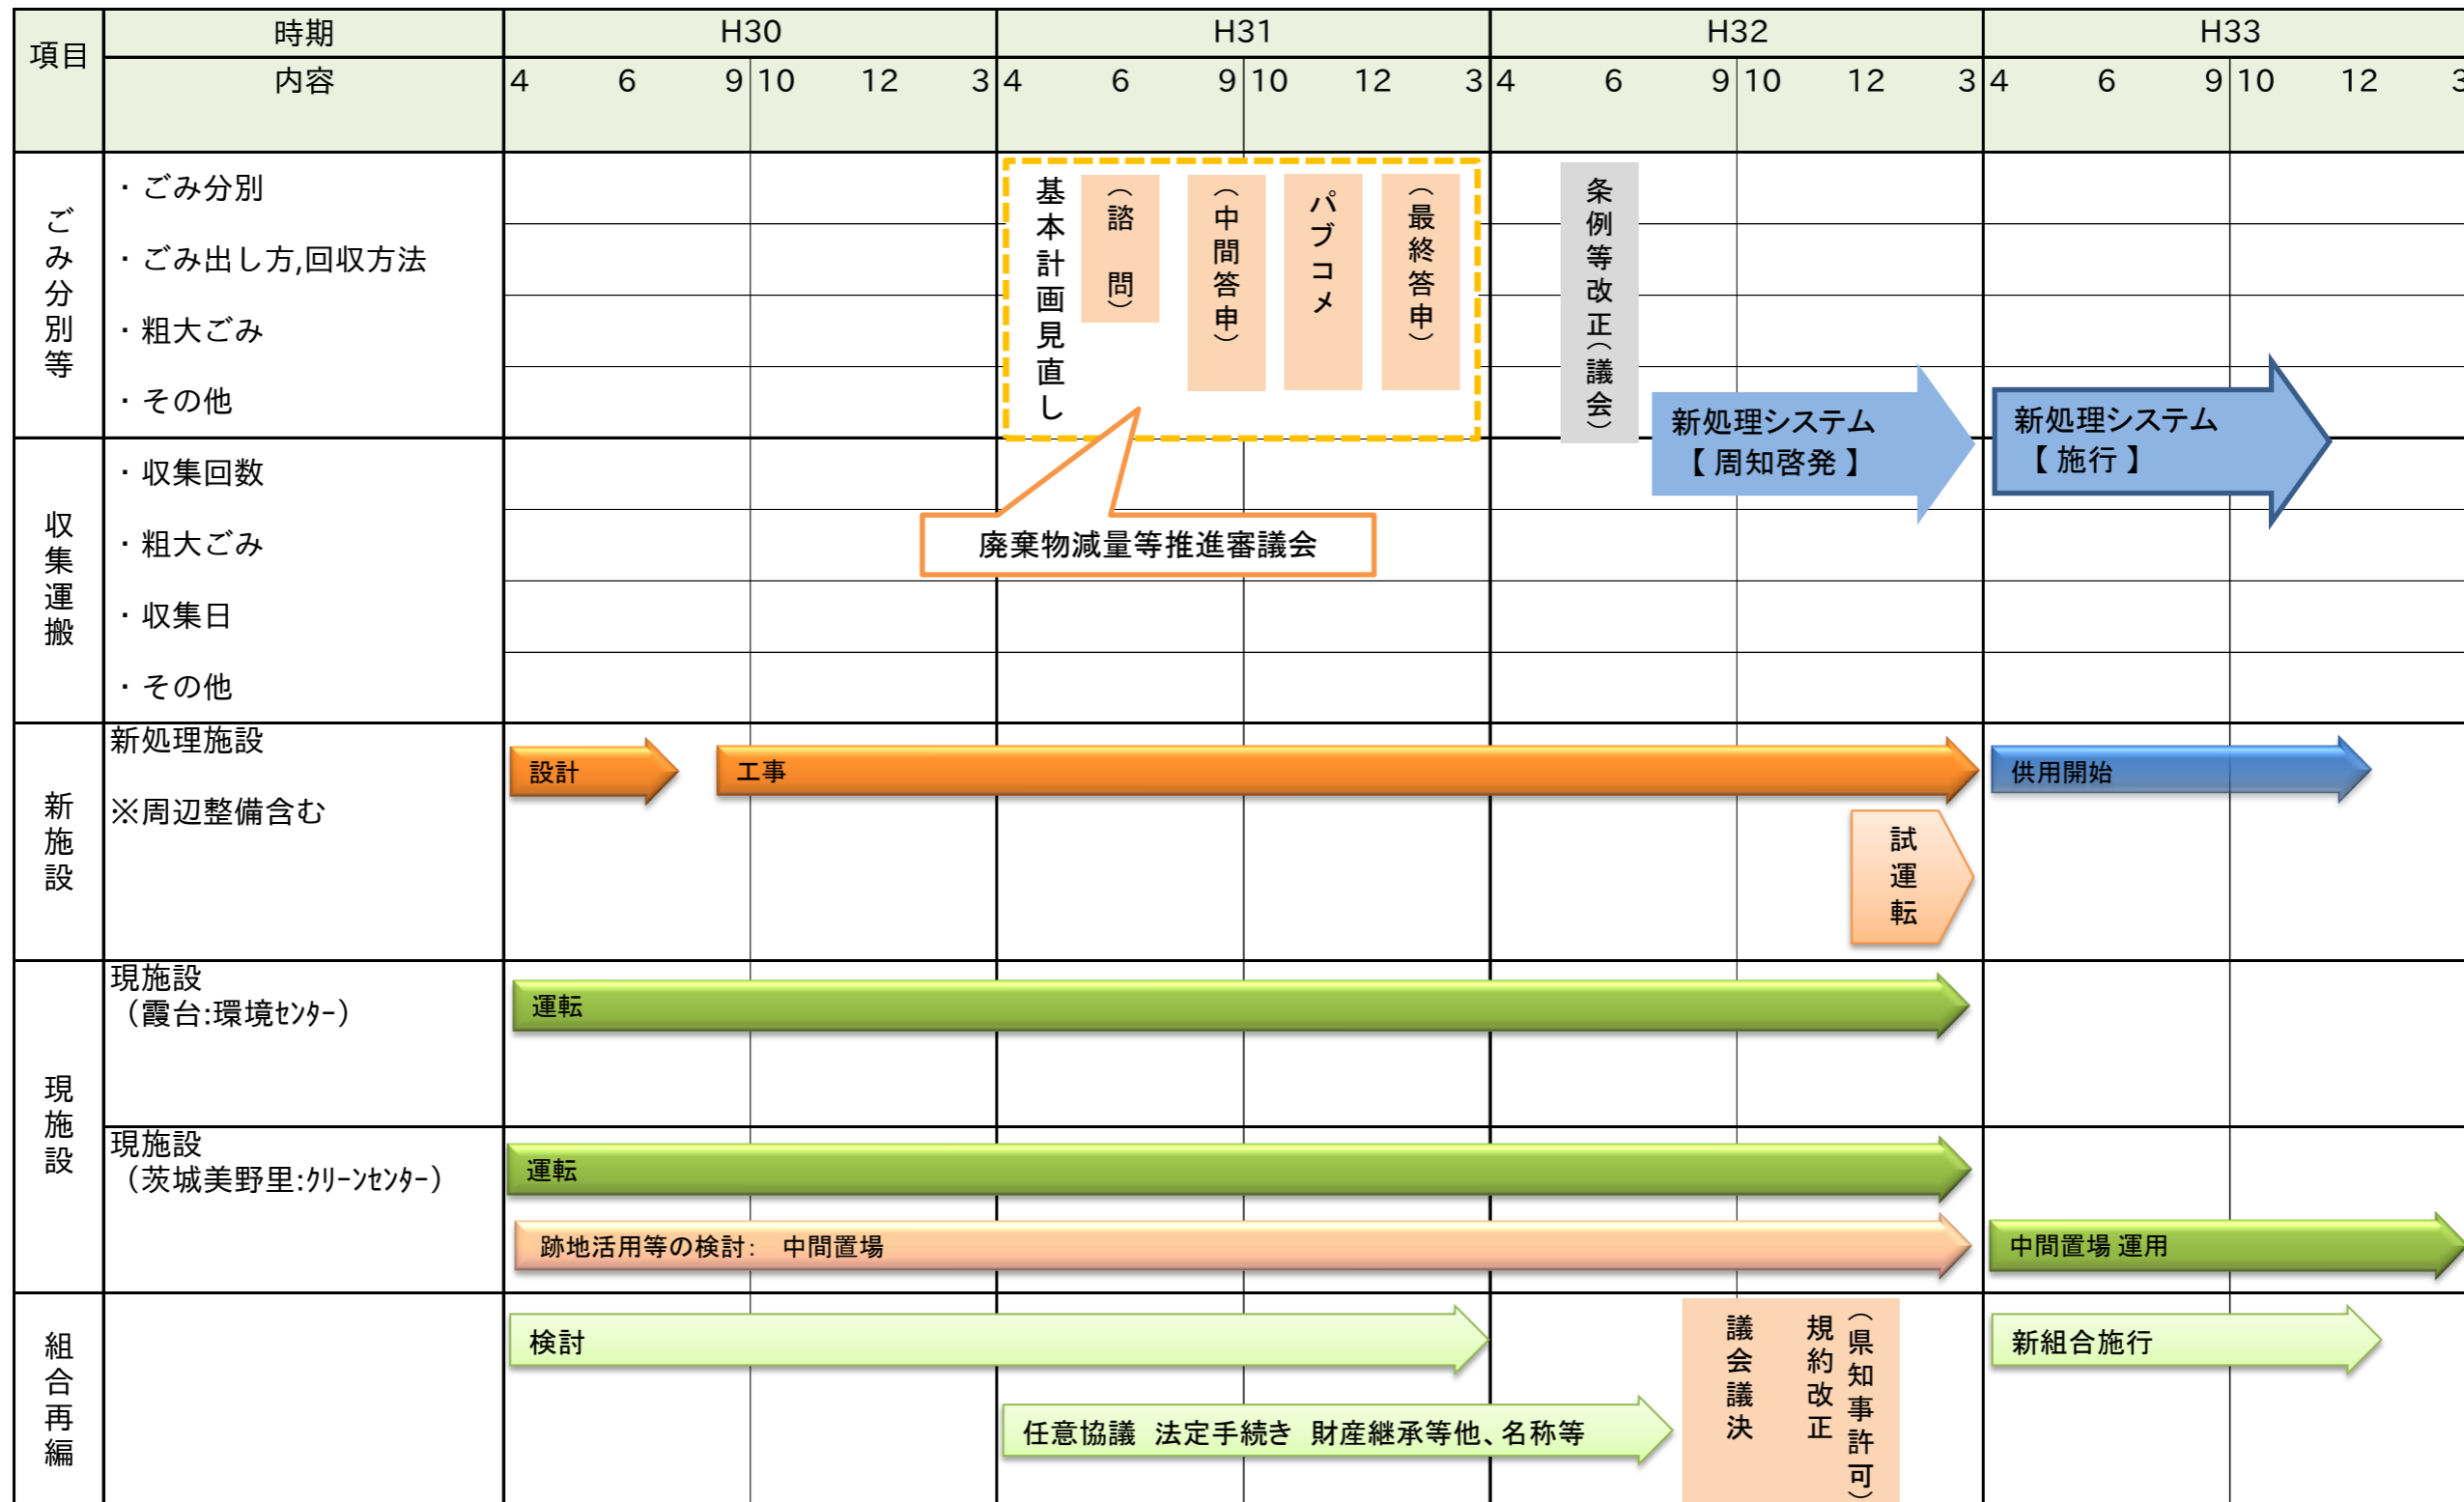 項目
時期
H30
H31
H32
H33
内容
4 6 9 10 12 3 4 6 9 10 12 3 4 6 9 10 12 3 4 6 9 10 12 3
ごみ分別等
・ごみ分別
・ごみ出し方,回収方法
・粗大ごみ
・その他
基本計画見直し
（諮　問）
（中間答申）
パブコメ
（最終答申）
条例等改正（議会）
新処理システム
【 周知啓発 】
新処理システム
【 施行 】
廃棄物減量等推進審議会
収集運搬
・収集回数
・粗大ごみ
・収集日
・その他
新施設
新処理施設
※周辺整備含む
設計
工事
供用開始
試運転
現施設
現施設
（霞台:環境ｾﾝﾀｰ）
運転
現施設
（茨城美野里:ｸﾘｰﾝｾﾝﾀｰ）
運転
跡地活用等の検討：　中間置場
中間置場 運用
組合再編
検討
任意協議　法定手続き　財産継承等他、名称等
議会議決
規約改正
（県知事許可）
新組合施行